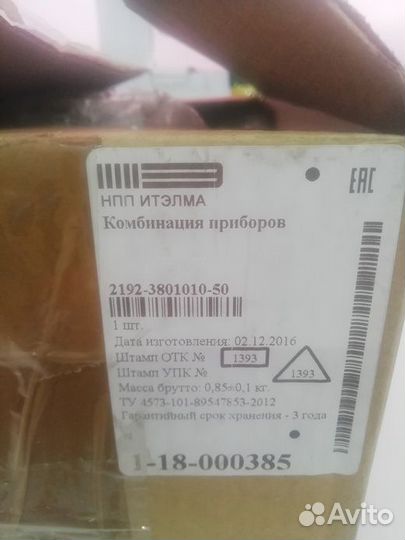 НПП ИТЭЛМА
EAC
Комбинация приборов
2192-3801010-50
1 шт.
Дата изготовления: 02.12.2016
Штамп ОТК № 1393
Штамп УПК № 1393
Масса брутто: 0,85±0,1 кг.
ТУ 4573-101-89547853-2012
Гарантийный срок хранения - 3 года
1-18-000385
Avito